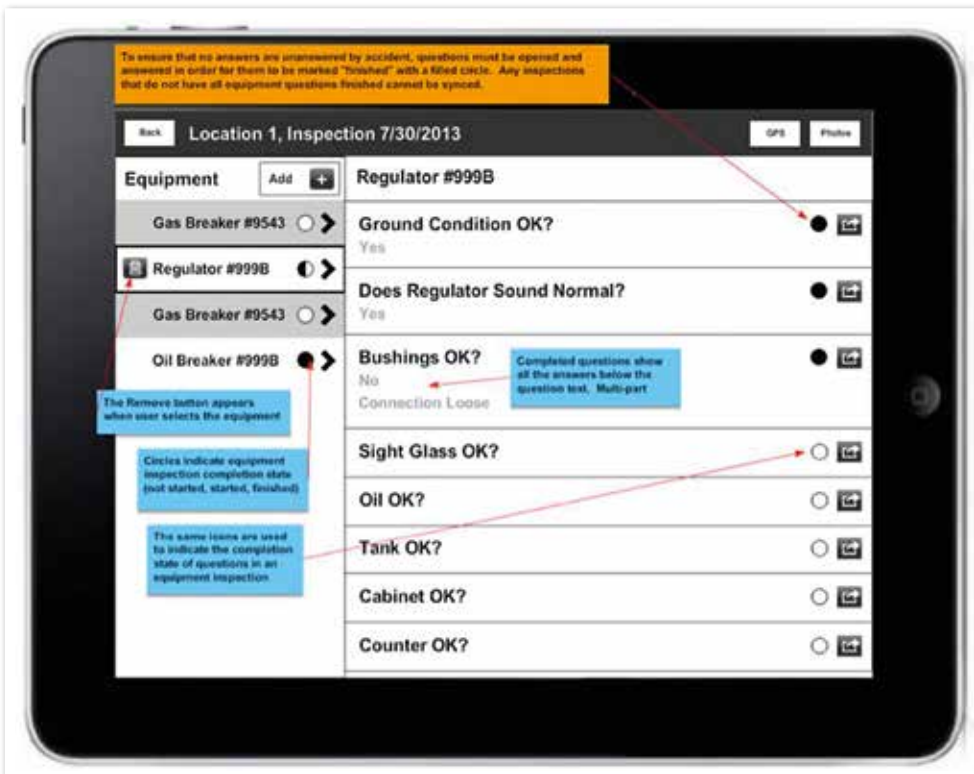 To ensure that no answers are unanswered by accident, questions must be opened and
answered in order for them to be marked "finished" with a filled circle. Any inspections
that do not have all equipment questions finished cannot be synced.
Back
Location 1, Inspection 7/30/2013
GPS
Photos
Equipment
Add
Regulator #999B
Gas Breaker #9543
Regulator #999B
Gas Breaker #9543
Oil Breaker #999B
The Remove button appears
when user selects the equipment
Circles indicate equipment
inspection completion state
(not started, started, finished)
The same icons are used
to indicate the completion
state of questions in an
equipment inspection
Ground Condition OK?
Yes
Does Regulator Sound Normal?
Yes
Bushings OK?
No
Connection Loose
Completed questions show
all the answers below the
question text. Multi-part
Sight Glass OK?
Oil OK?
Tank OK?
Cabinet OK?
Counter OK?